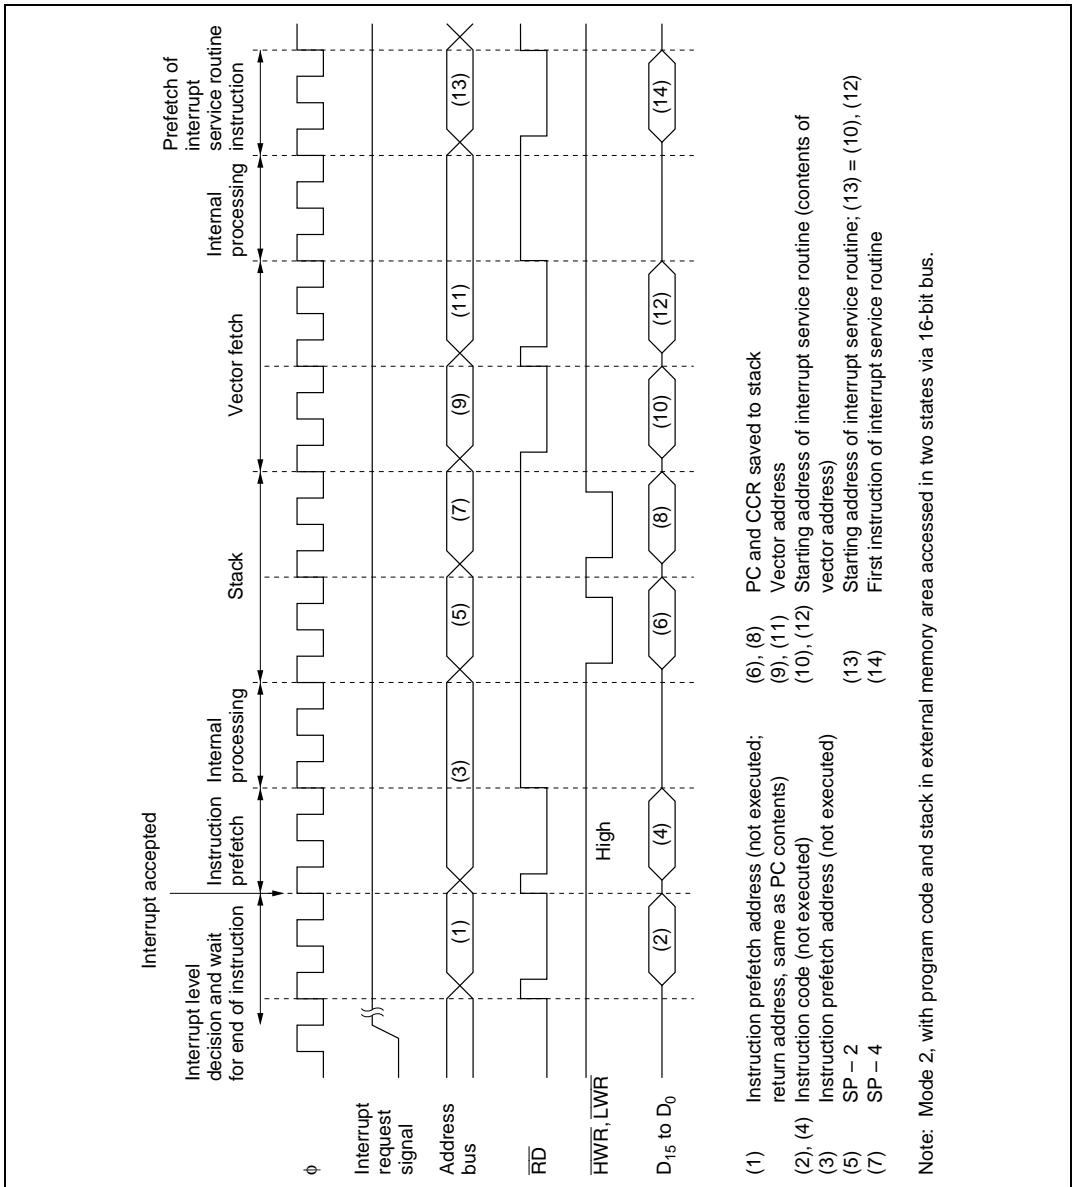 Interrupt accepted
Interrupt level
decision and wait
for end of instruction
Instruction
prefetch
Internal
processing
Stack
Vector fetch
Internal
processing
Prefetch of
interrupt
service routine
instruction
φ
Interrupt
request
signal
Address
bus
(1)
(3)
(5)
(7)
(9)
(11)
(13)
RD
HWR, LWR
High
D15 to D0
(2)
(4)
(6)
(8)
(10)
(12)
(14)
(1) Instruction prefetch address (not executed;
return address, same as PC contents)
(2), (4) Instruction code (not executed)
(3) Instruction prefetch address (not executed)
(5) SP – 2
(7) SP – 4
(6), (8) PC and CCR saved to stack
(9), (11) Vector address
(10), (12) Starting address of interrupt service routine (contents of
vector address)
(13) Starting address of interrupt service routine; (13) = (10), (12)
(14) First instruction of interrupt service routine
Note: Mode 2, with program code and stack in external memory area accessed in two states via 16-bit bus.